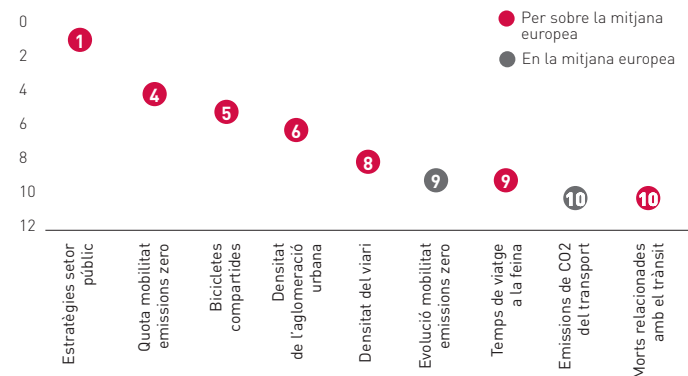 0
2
4
6
8
10
12
Per sobre la mitjana
europea
En la mitjana europea
1
4
5
6
8
9
9
10
10
Estratègies setor
públic
Quota mobilitat
emissions zero
Bicicletes
compartides
Densitat
de l'aglomeració
urbana
Densitat del viari
Evolució mobilitat
emissions zero
Temps de viatge
a la feina
Emissions de CO2
del transport
Morts relacionades
amb el trànsit